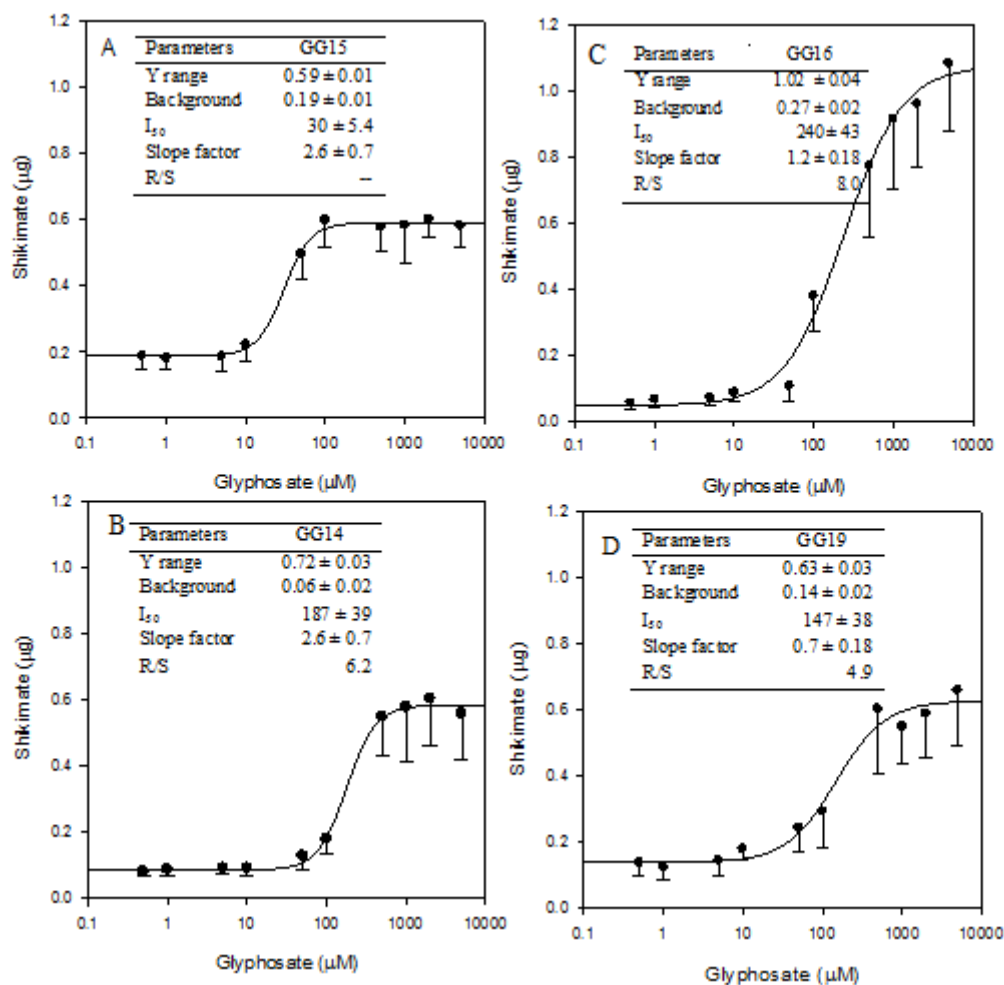 A
Parameters GG15
Y range 0.59 ± 0.01
Background 0.19 ± 0.01
I50 30 ± 5.4
Slope factor 2.6 ± 0.7
R/S --
Shikimate (µg)
1.2
1.0
0.8
0.6
0.4
0.2
0.0
0.1 1 10 100 1000 10000
Glyphosate (µM)
C
Parameters GG16
Y range 1.02 ± 0.04
Background 0.27 ± 0.02
I50 240 ± 43
Slope factor 1.2 ± 0.18
R/S 8.0
Shikimate (µg)
1.2
1.0
0.8
0.6
0.4
0.2
0.0
0.1 1 10 100 1000 10000
Glyphosate (µM)
B
Parameters GG14
Y range 0.72 ± 0.03
Background 0.06 ± 0.02
I50 187 ± 39
Slope factor 2.6 ± 0.7
R/S 6.2
Shikimate (µg)
1.2
1.0
0.8
0.6
0.4
0.2
0.0
0.1 1 10 100 1000 10000
Glyphosate (µM)
D
Parameters GG19
Y range 0.63 ± 0.03
Background 0.14 ± 0.02
I50 147 ± 38
Slope factor 0.7 ± 0.18
R/S 4.9
Shikimate (µg)
1.2
1.0
0.8
0.6
0.4
0.2
0.0
0.1 1 10 100 1000 10000
Glyphosate (µM)